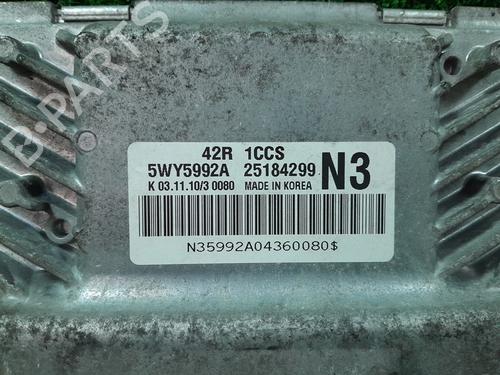 B-PARTS
42R 1CCS
5WY5992A 25184299 N3
K 03.11.10/3 0080 MADE IN KOREA
N35992A04360080$